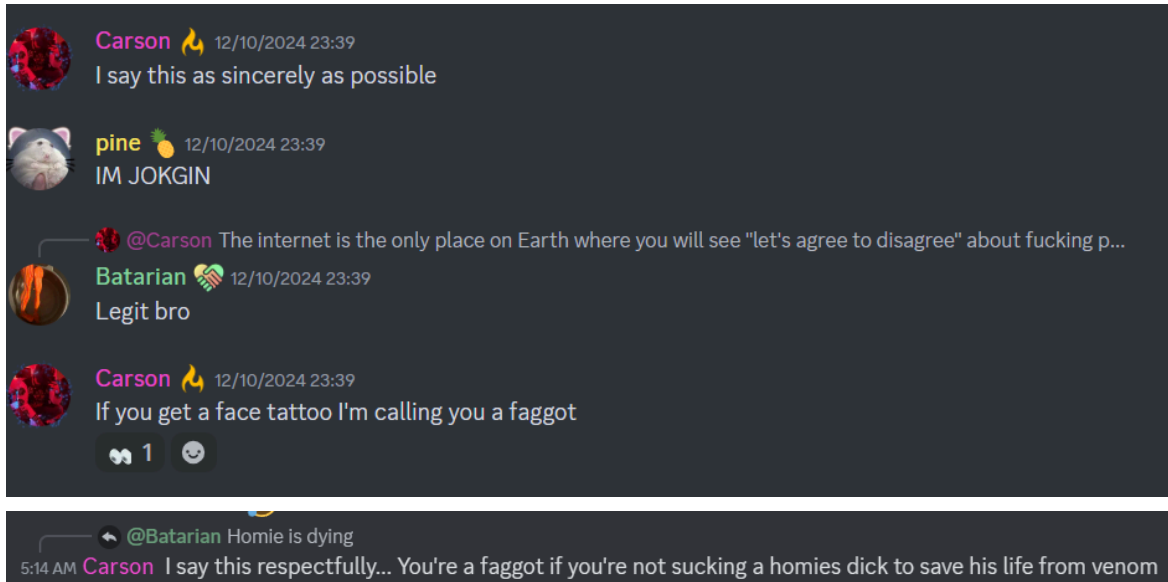 Carson 12/10/2024 23:39
I say this as sincerely as possible
pine 12/10/2024 23:39
IM JOKGIN
@Carson The internet is the only place on Earth where you will see "let's agree to disagree" about fucking p...
Batarian 12/10/2024 23:39
Legit bro
Carson 12/10/2024 23:39
If you get a face tattoo I'm calling you a faggot
1
@Batarian Homie is dying
5:14 AM Carson I say this respectfully... You're a faggot if you're not sucking a homies dick to save his life from venom